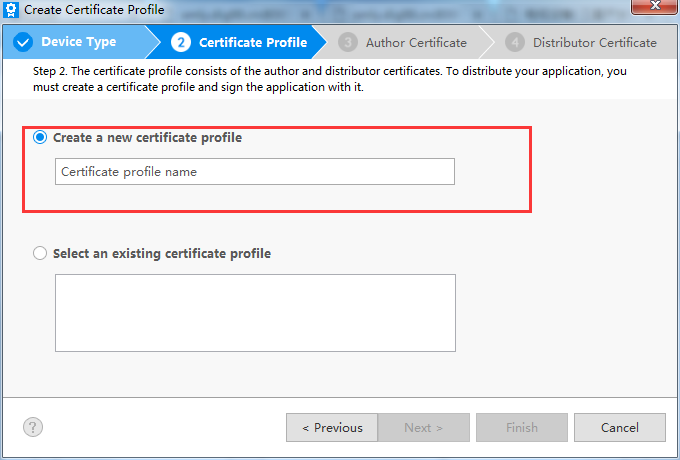 Create Certificate Profile
Device Type
2 Certificate Profile
3 Author Certificate
4 Distributor Certificate
Step 2. The certificate profile consists of the author and distributor certificates. To distribute your application, you
must create a certificate profile and sign the application with it.
Create a new certificate profile
Certificate profile name
Select an existing certificate profile
?
< Previous
Next >
Finish
Cancel